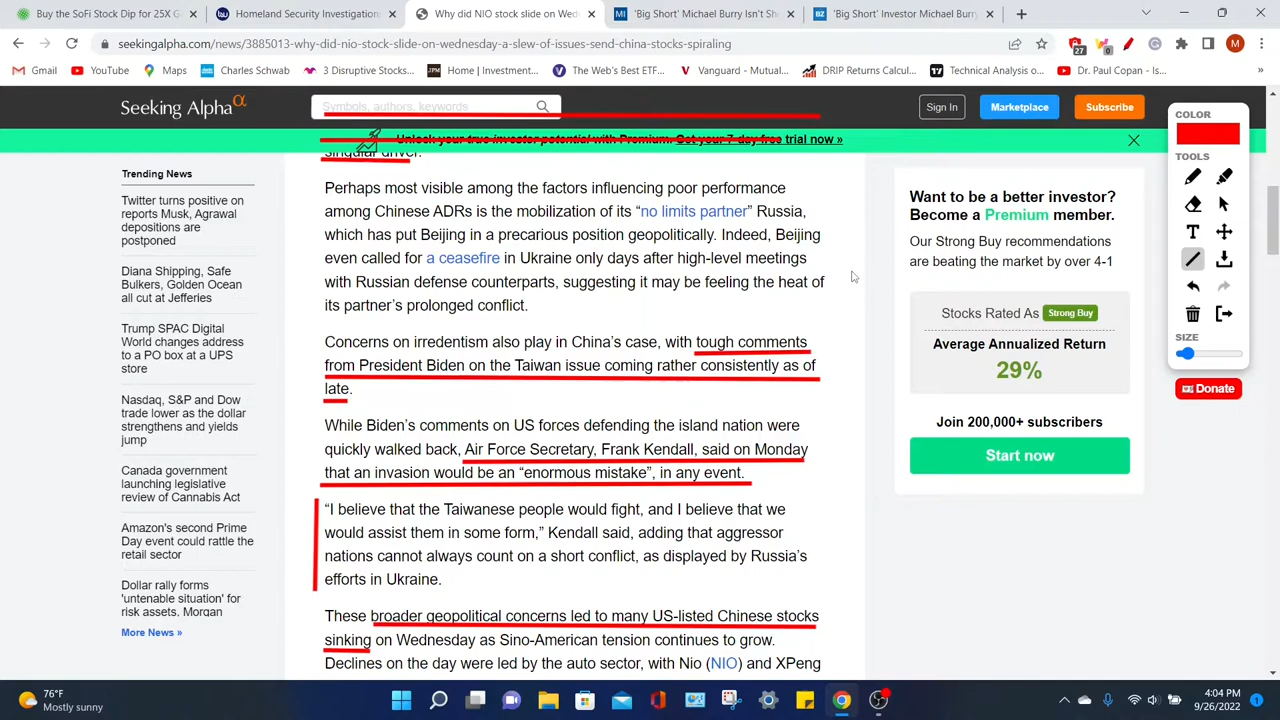 Buy the SoFi Stock Dip for 25X G
Homeland Security Investigation
Why did NIO stock slide on Wed
'Big Short' Michael Burry Isn't Sh
'Big Short' Investor Michael Burry
seekingalpha.com/news/3885013-why-did-nio-stock-slide-on-wednesday-a-slew-of-issues-send-china-stocks-spiraling
27
0
M
Gmail
YouTube
Maps
Charles Schwab
3 Disruptive Stocks...
Home | Investment...
The Web's Best ETF...
Vanguard - Mutual...
DRIP Returns Calcul...
Technical Analysis o...
Dr. Paul Copan - Is...
Seeking Alpha α
Symbols, authors, keywords
Sign In
Marketplace
Subscribe
Unlock your true investor potential with Premium. Get your 7-day free trial now »
singular driver.
Trending News
Twitter turns positive on
reports Musk, Agrawal
depositions are
postponed
Diana Shipping, Safe
Bulkers, Golden Ocean
all cut at Jefferies
Trump SPAC Digital
World changes address
to a PO box at a UPS
store
Nasdaq, S&P and Dow
trade lower as the dollar
strengthens and yields
jump
Canada government
launching legislative
review of Cannabis Act
Amazon's second Prime
Day event could rattle the
retail sector
Dollar rally forms
'untenable situation' for
risk assets, Morgan
More News »
Perhaps most visible among the factors influencing poor performance
among Chinese ADRs is the mobilization of its “no limits partner” Russia,
which has put Beijing in a precarious position geopolitically. Indeed, Beijing
even called for a ceasefire in Ukraine only days after high-level meetings
with Russian defense counterparts, suggesting it may be feeling the heat of
its partner’s prolonged conflict.
Concerns on irredentism also play in China’s case, with tough comments
from President Biden on the Taiwan issue coming rather consistently as of
late.
While Biden’s comments on US forces defending the island nation were
quickly walked back, Air Force Secretary, Frank Kendall, said on Monday
that an invasion would be an “enormous mistake”, in any event.
“I believe that the Taiwanese people would fight, and I believe that we
would assist them in some form,” Kendall said, adding that aggressor
nations cannot always count on a short conflict, as displayed by Russia’s
efforts in Ukraine.
These broader geopolitical concerns led to many US-listed Chinese stocks
sinking on Wednesday as Sino-American tension continues to grow.
Declines on the day were led by the auto sector, with Nio (NIO) and XPeng
Want to be a better investor?
Become a Premium member.
Our Strong Buy recommendations
are beating the market by over 4-1
Stocks Rated As Strong Buy
Average Annualized Return
29%
Join 200,000+ subscribers
Start now
COLOR
TOOLS
T
SIZE
Donate
76°F
Mostly sunny
4:04 PM
9/26/2022
1